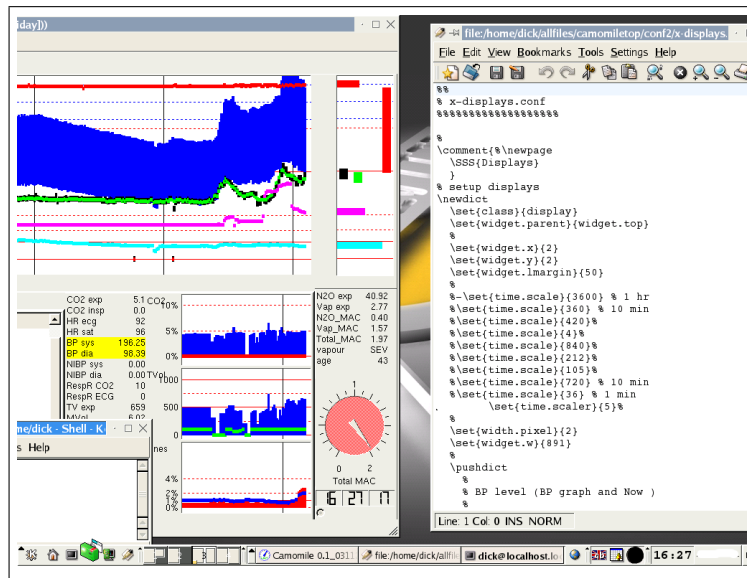 iday]))
CO2 exp 5.1
CO2 insp 0.0
HR ecg 92
HR sat 96
BP sys 196.25
BP dia 98.39
NIBP sys 0.00
NIBP dia 0.00
RespR CO2 10
RespR ECG 0
TV exp 659
MVol 6.02
CO2
10%
5%
0%
TVol
1000
500
0
nes
4%
2%
1%
0%
N2O exp 40.92
Vap exp 2.77
N2O_MAC 0.40
Vap_MAC 1.57
Total_MAC 1.97
vapour SEV
age 43
1
0 2
Total MAC
16 27 17
me/dick - Shell - K
s Help
file:/home/dick/allfiles/camomiletop/conf2/x-displays.
File Edit View Bookmarks Tools Settings Help
%%
% x-displays.conf
%%%%%%%%%%%%%%%%%%%
%
\comment{%\newpage
\SSS{Displays}
}
% setup displays
\newdict
\set{class}{display}
\set{widget.parent}{widget.top}
%
\set{widget.x}{2}
\set{widget.y}{2}
\set{widget.lmargin}{50}
%
%-\set{time.scale}{3600} % 1 hr
%\set{time.scale}{360} % 10 min
%\set{time.scale}{420}%
%\set{time.scale}{4}%
%\set{time.scale}{840}%
%\set{time.scale}{212}%
%\set{time.scale}{105}%
%\set{time.scale}{720} % 10 min
%\set{time.scale}{36} % 1 min
\set{time.scaler}{5}%
%
\set{width.pixel}{2}
\set{widget.w}{891}
%
\pushdict
%
% BP level (BP graph and Now )
%
Line: 1 Col: 0 INS NORM
3
Camomile 0.1_031
file:/home/dick/allfil
dick@localhost.lo
16:27